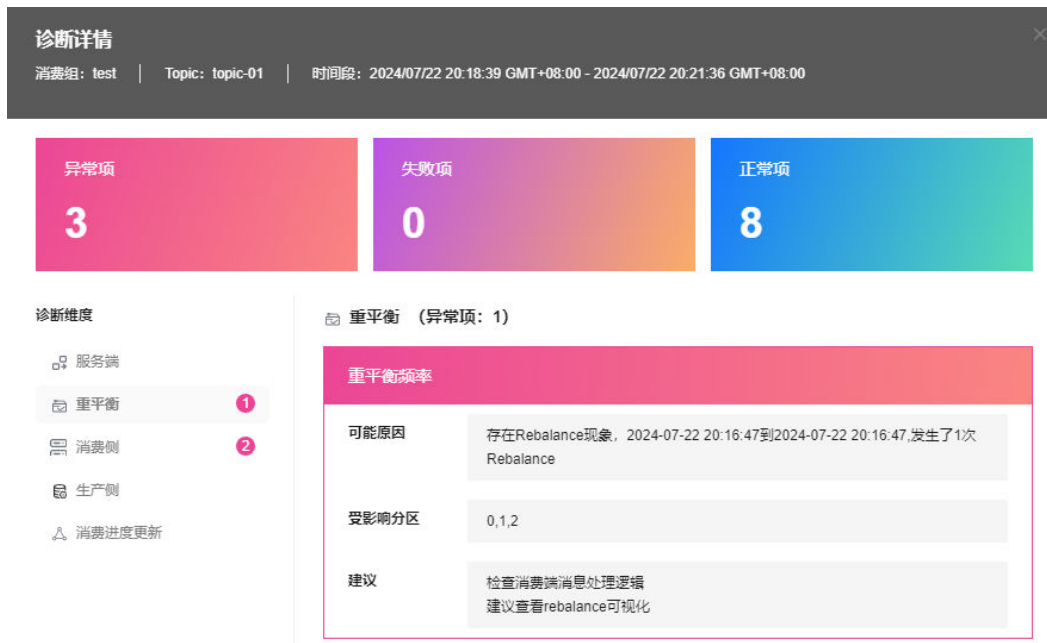 诊断详情
消费组：test | Topic：topic-01 | 时间段：2024/07/22 20:18:39 GMT+08:00 - 2024/07/22 20:21:36 GMT+08:00
异常项 失败项 正常项
3 0 8
诊断维度
服务端
重平衡 1
消费侧 2
生产侧
消费进度更新
重平衡 （异常项：1）
重平衡频率
可能原因
存在Rebalance现象，2024-07-22 20:16:47到2024-07-22 20:16:47,发生了1次
Rebalance
受影响分区
0,1,2
建议
检查消费端消息处理逻辑
建议查看rebalance可视化